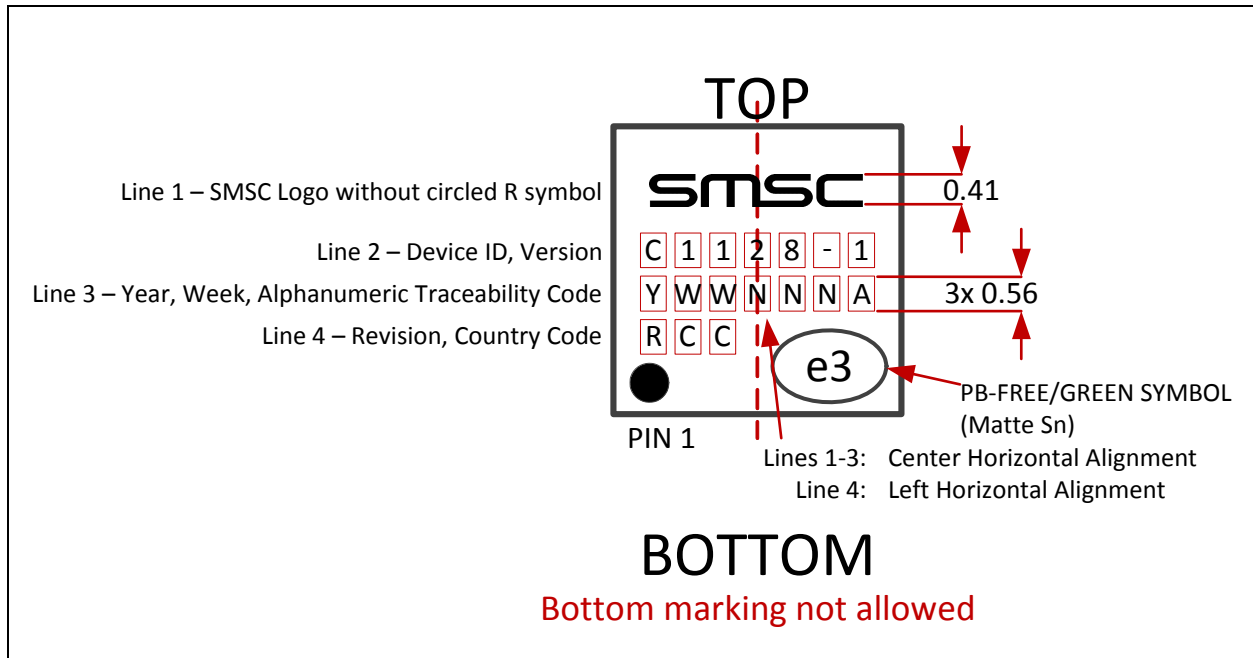 TOP
Line 1 – SMSC Logo without circled R symbol
smsc
0.41
Line 2 – Device ID, Version
C 1 1 2 8 - 1
Line 3 – Year, Week, Alphanumeric Traceability Code
Y W W N N N A
3x 0.56
Line 4 – Revision, Country Code
R C C
e3
PB-FREE/GREEN SYMBOL
(Matte Sn)
PIN 1
Lines 1-3: Center Horizontal Alignment
Line 4: Left Horizontal Alignment
BOTTOM
Bottom marking not allowed